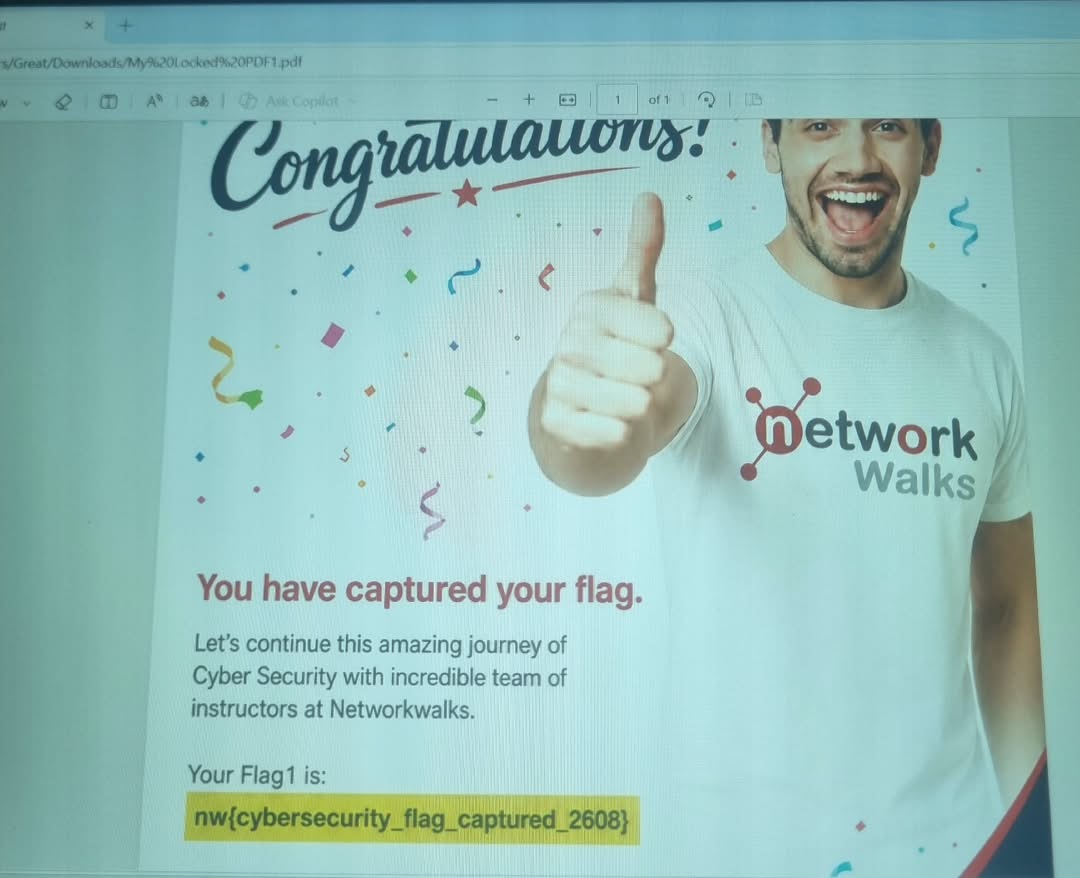 s/Great/Downloads/My%20Locked%20PDF1.pdf
Ask Copilot
1 of 1
Congratulations!
network
Walks
You have captured your flag.
Let's continue this amazing journey of
Cyber Security with incredible team of
instructors at Networkwalks.
Your Flag1 is:
nw{cybersecurity_flag_captured_2608}